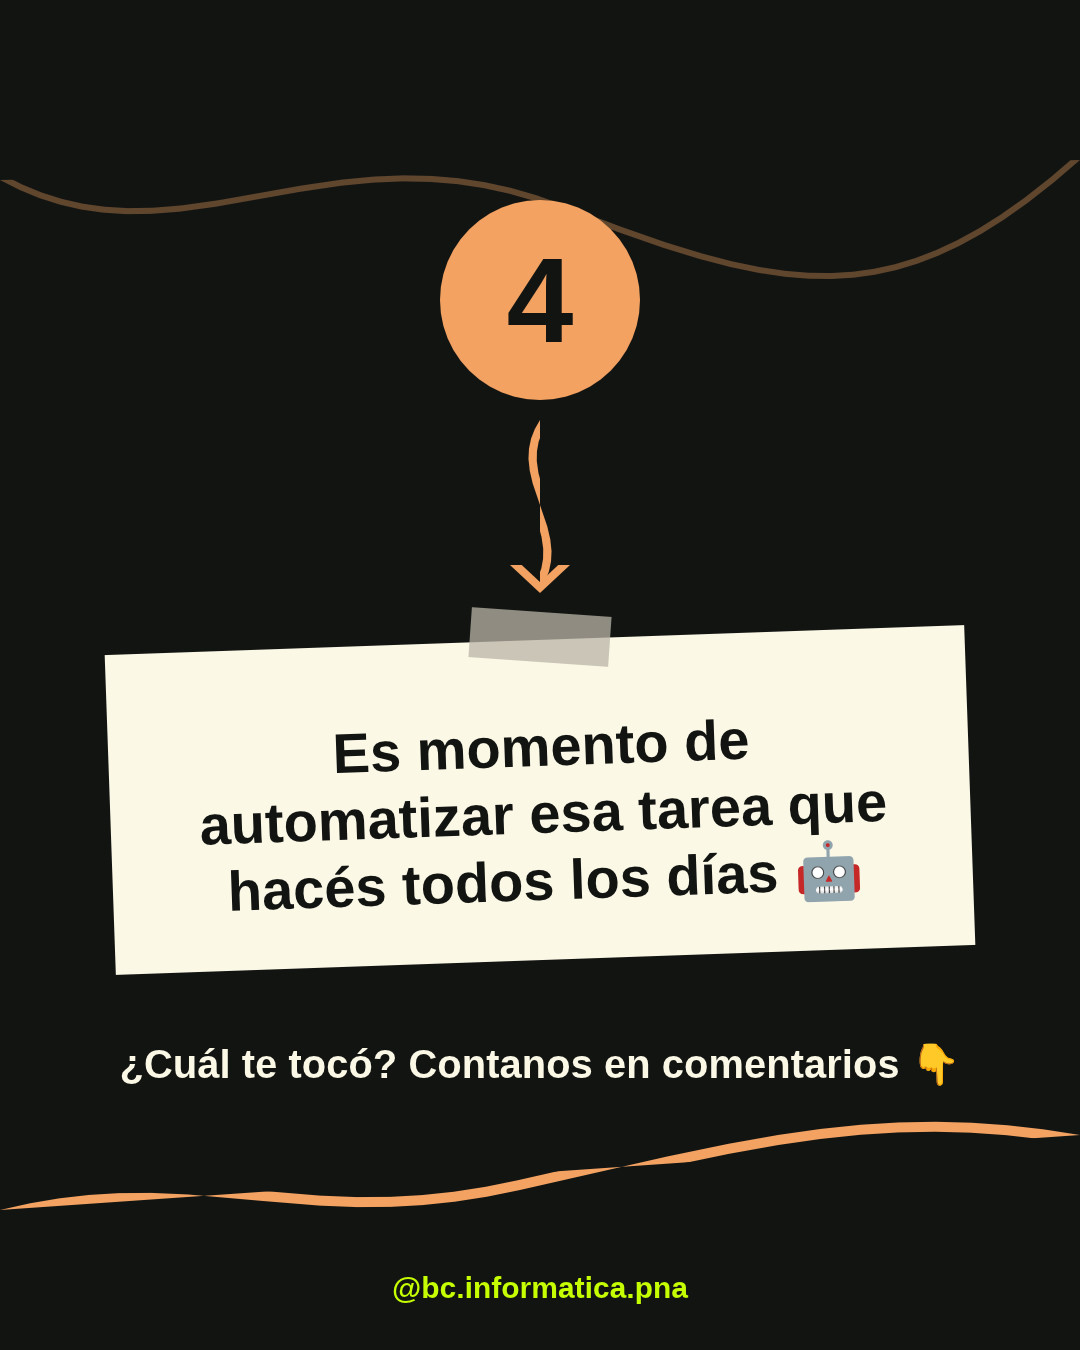 4
Es momento de
automatizar esa tarea que
hacés todos los días 🤖
¿Cuál te tocó? Contanos en comentarios 👇
@bc.informatica.pna